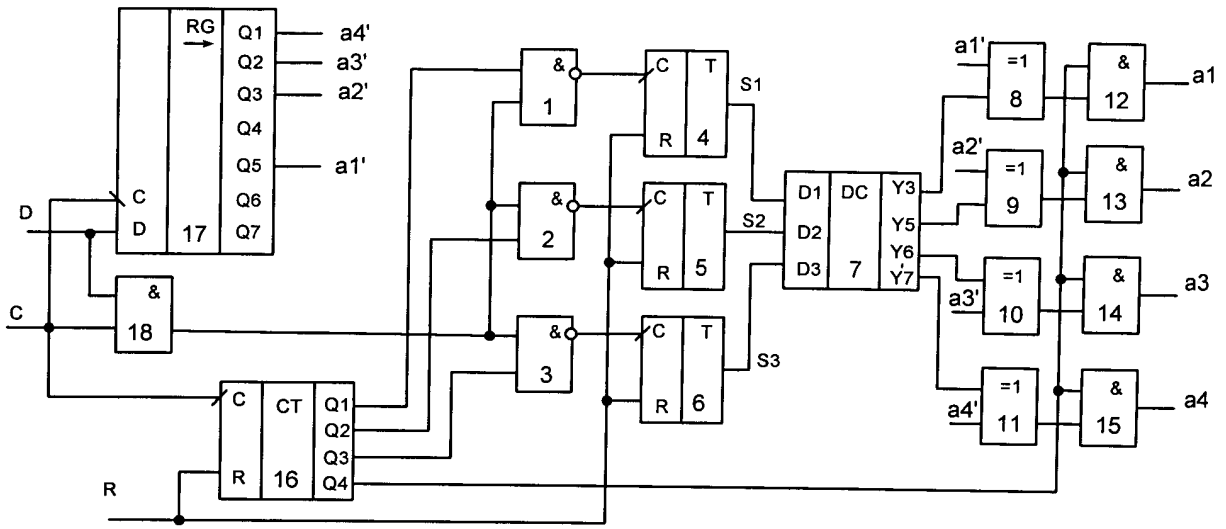 RG
Q1
Q2
Q3
Q4
Q5
Q6
Q7
C
D
17
a4'
a3'
a2'
a1'
D
C
R
&
18
C
R
CT
16
Q1
Q2
Q3
Q4
&
1
&
2
&
3
C
R
T
4
C
R
T
5
C
R
T
6
S1
S2
S3
D1
D2
D3
DC
7
Y3
Y5
Y6
Y'7
a1'
=1
8
a2'
=1
9
a3'
=1
10
a4'
=1
11
&
12
a1
&
13
a2
&
14
a3
&
15
a4